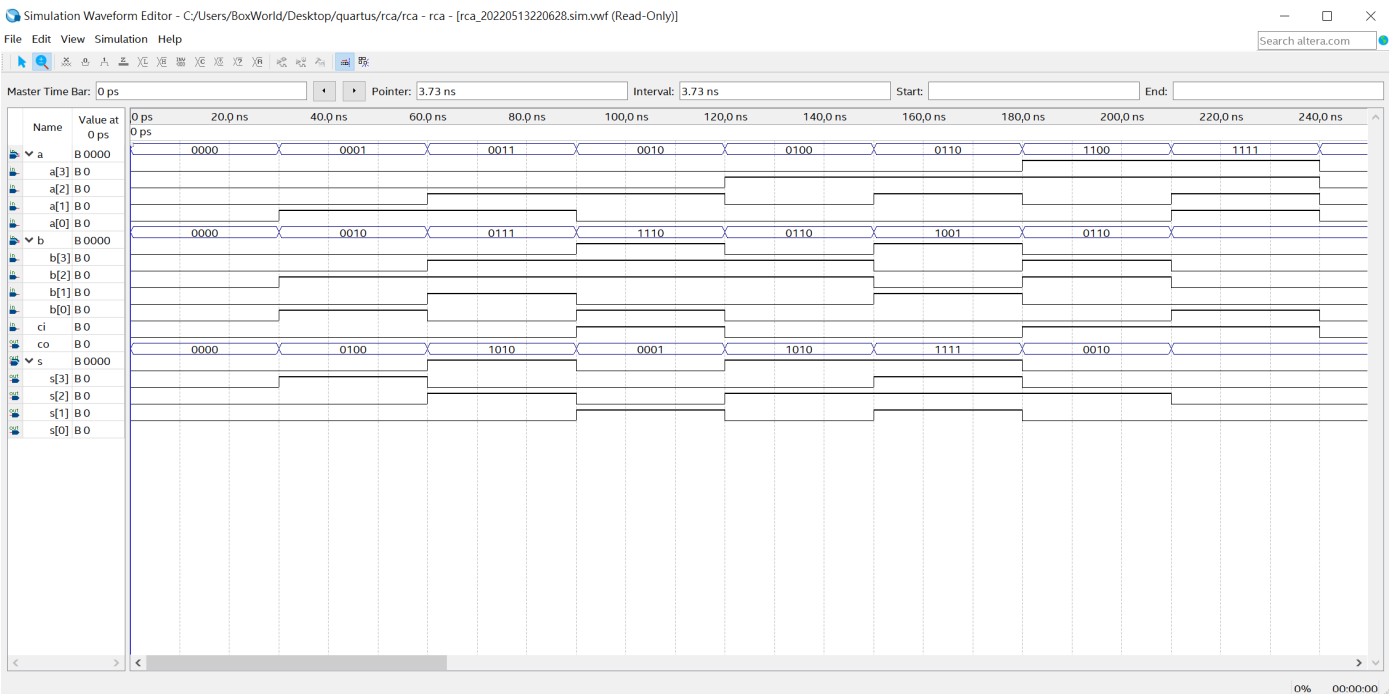 Simulation Waveform Editor - C:/Users/BoxWorld/Desktop/quartus/rca/rca - rca - [rca_20220513220628.sim.vwf (Read-Only)]
File Edit View Simulation Help
Search altera.com
Master Time Bar: 0 ps Pointer: 3.73 ns Interval: 3.73 ns Start: End:
Name Value at 0 ps
0 ps 20,0 ns 40,0 ns 60,0 ns 80,0 ns 100,0 ns 120,0 ns 140,0 ns 160,0 ns 180,0 ns 200,0 ns 220,0 ns 240,0 ns
0 ps
a B 0000 0000 0001 0011 0010 0100 0110 1100 1111
a[3] B 0
a[2] B 0
a[1] B 0
a[0] B 0
b B 0000 0000 0010 0111 1110 0110 1001 0110
b[3] B 0
b[2] B 0
b[1] B 0
b[0] B 0
ci B 0
co B 0
s B 0000 0000 0100 1010 0001 1010 1111 0010
s[3] B 0
s[2] B 0
s[1] B 0
s[0] B 0
0% 00:00:00